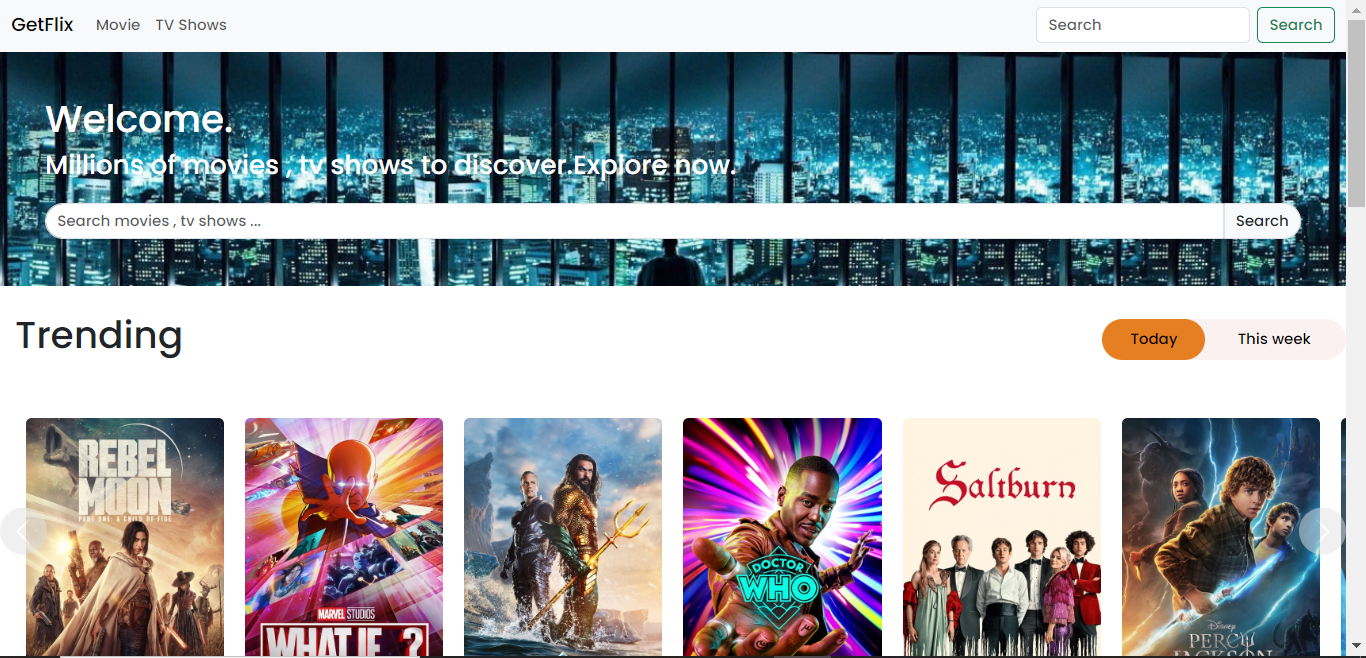 GetFlix Movie TV Shows Search Search
Welcome.
Millions of movies , tv shows to discover.Explore now.
Search movies , tv shows ... Search
Trending Today This week
REBEL
MOON
PART ONE: A CHILD OF FIRE
MARVEL STUDIOS
WHAT IF...?
DOCTOR
WHO
Saltburn
Disney
PERCY
JACKSON